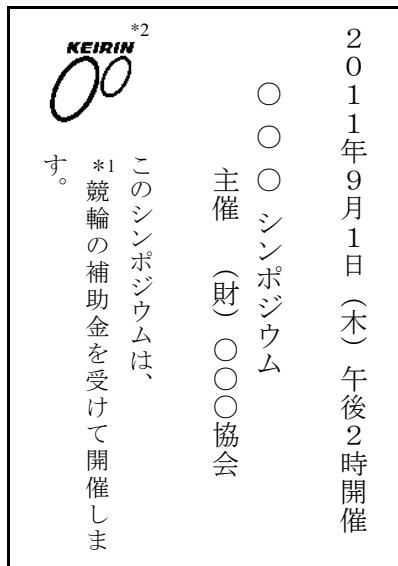 ２０１１年９月１日（木）午後２時開催
○○○シンポジウム
主催　（財）○○○協会
このシンポジウムは、
*1 競輪の補助金を受けて開催しま
す。
*2
KEIRIN